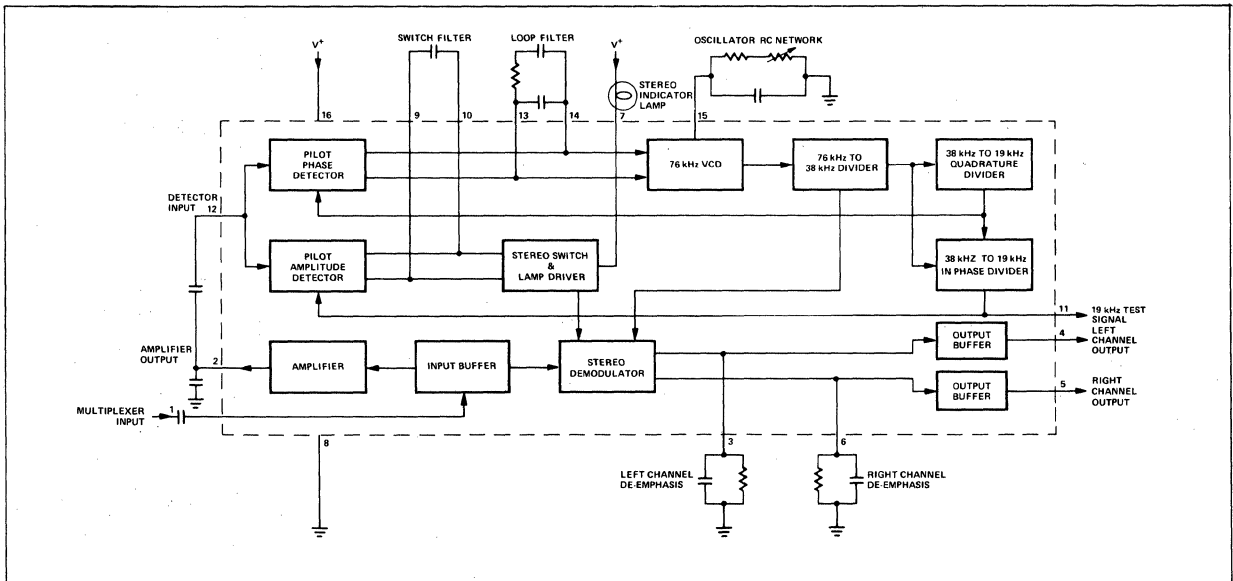 V+
SWITCH FILTER
LOOP FILTER
V+
OSCILLATOR RC NETWORK
STEREO
INDICATOR
LAMP
16
9
10
13
14
7
15
PILOT
PHASE
DETECTOR
76 kHz VCD
76 kHz TO
38 kHz DIVIDER
38 kHz TO 19 kHz
QUADRATURE
DIVIDER
DETECTOR
INPUT
12
PILOT
AMPLITUDE
DETECTOR
STEREO SWITCH
&
LAMP DRIVER
38 kHZ TO 19 kHz
IN PHASE DIVIDER
11
19 kHz TEST
SIGNAL
4
LEFT
CHANNEL
OUTPUT
AMPLIFIER
OUTPUT
2
AMPLIFIER
INPUT BUFFER
STEREO
DEMODULATOR
OUTPUT
BUFFER
OUTPUT
BUFFER
5
RIGHT
CHANNEL
OUTPUT
MULTIPLEXER
INPUT
1
8
3
6
LEFT CHANNEL
DE-EMPHASIS
RIGHT CHANNEL
DE-EMPHASIS